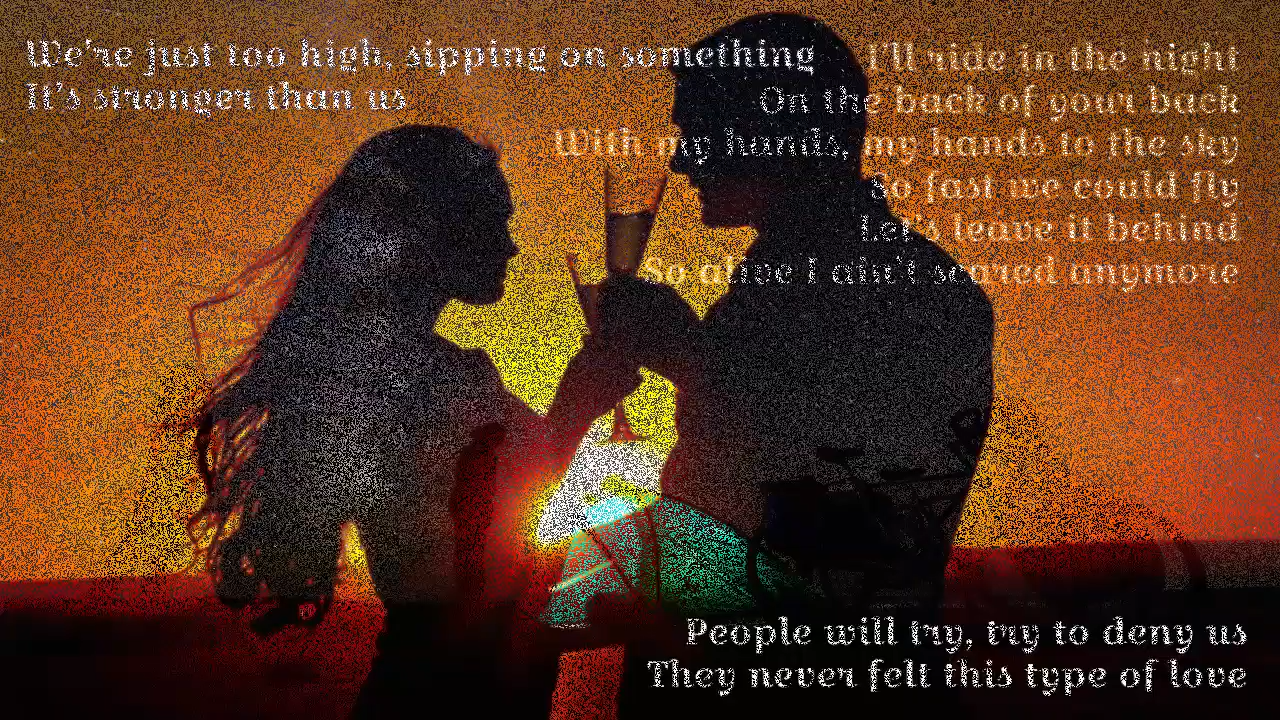 We're just too high, sipping on something
It's stronger than us
I'll ride in the night
On the back of your back
With my hands, my hands to the sky
So fast we could fly
Let's leave it behind
So alive I ain't scared anymore
People will try, try to deny us
They never felt this type of love